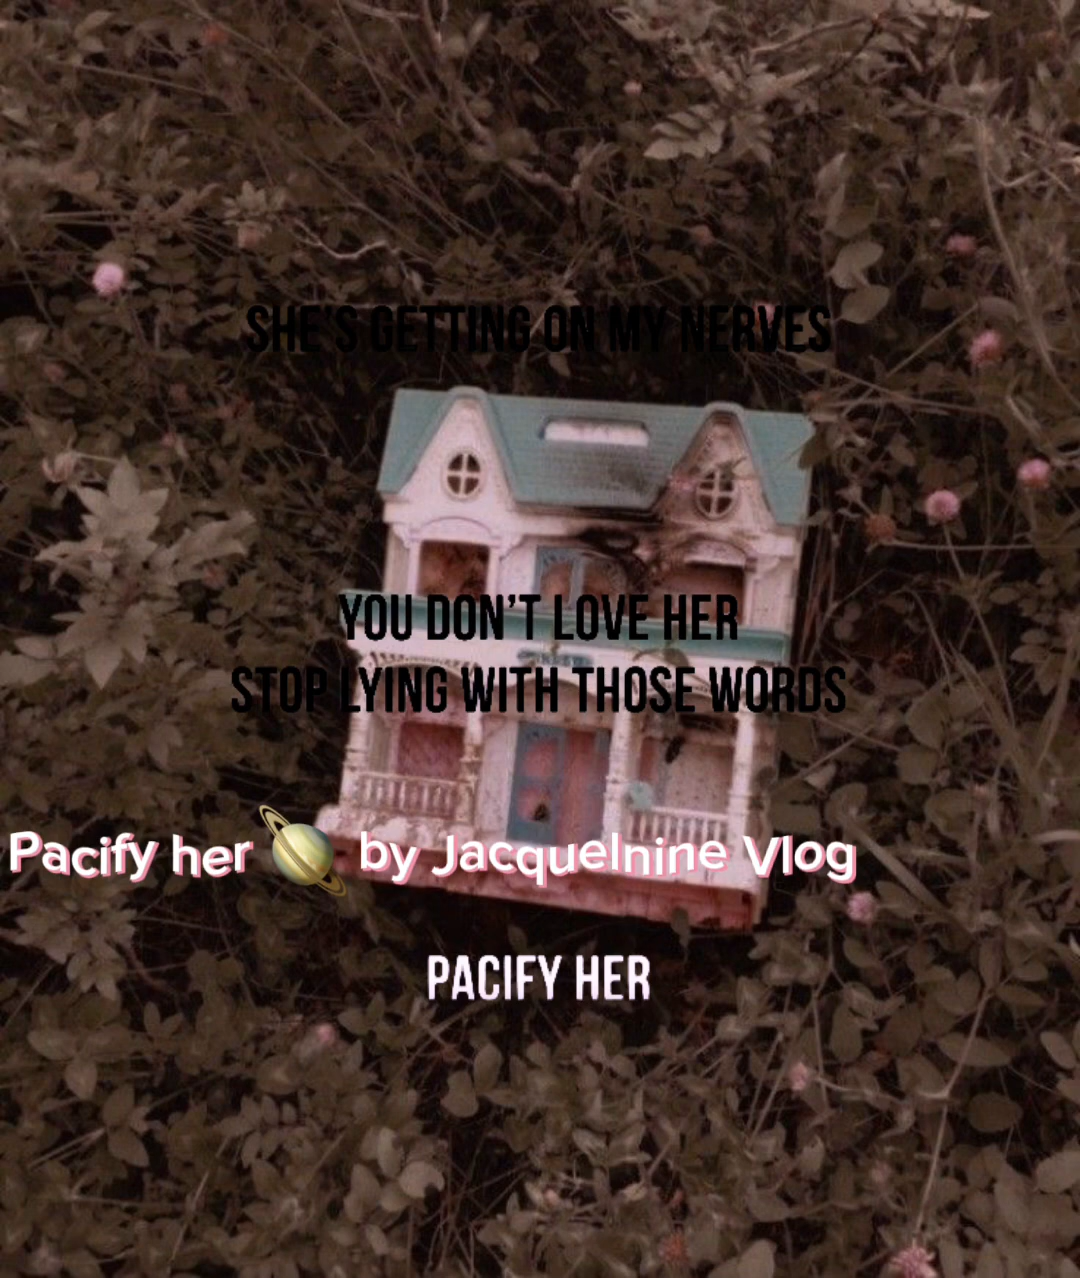 SHE'S GETTING ON MY NERVES
YOU DON'T LOVE HER
STOP LYING WITH THOSE WORDS
Pacify her 🪐 by Jacquelnine Vlog
PACIFY HER